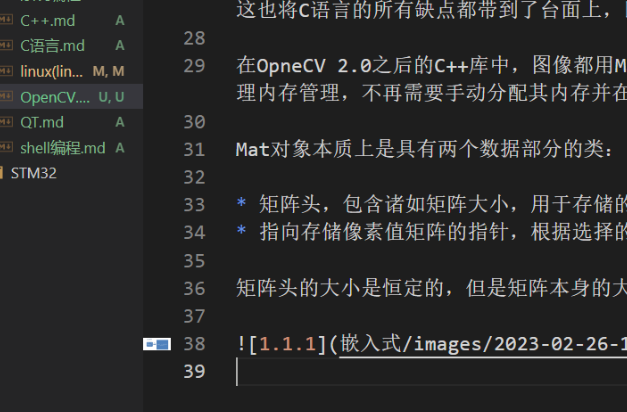 这也将C语言的所有缺点都带到了台面上，
C++.md A
28
C语言.md A
29 在OpneCV 2.0之后的C++库中，图像都用M
linux(lin... M, M
理内存管理，不再需要手动分配其内存并在
OpenCV.... U, U
30
QT.md A
31 Mat对象本质上是具有两个数据部分的类：
shell编程.md A
STM32
32
33 * 矩阵头，包含诸如矩阵大小，用于存储的
34 * 指向存储像素值矩阵的指针，根据选择的
35
36 矩阵头的大小是恒定的，但是矩阵本身的大
37
38 ![1.1.1](嵌入式/images/2023-02-26-1
39